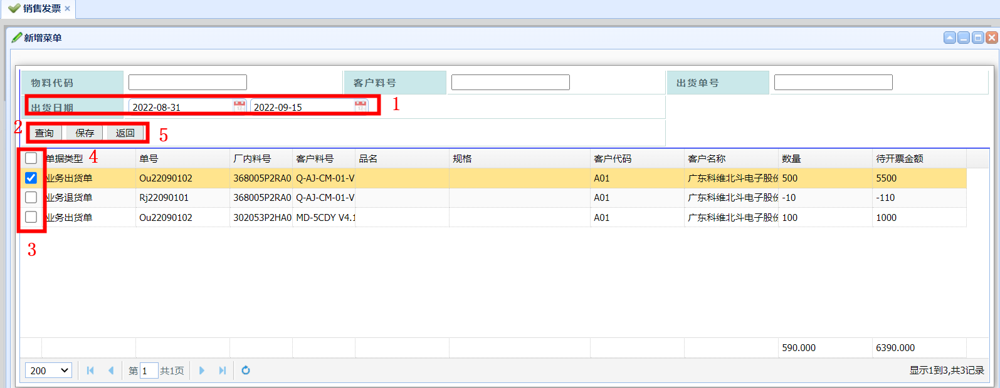 销售发票
新增菜单
物料代码 客户料号 出货单号
出货日期 2022-08-31 2022-09-15 1
2 查询 保存 返回 5
单据类型 4 单号 厂内料号 客户料号 品名 规格 客户代码 客户名称 数量 待开票金额
业务出货单 Ou22090102 368005P2RA0 Q-AJ-CM-01-V A01 广东科维北斗电子股份 500 5500
业务退货单 Rj22090101 368005P2RA0 Q-AJ-CM-01-V A01 广东科维北斗电子股份 -10 -110
业务出货单 Ou22090102 302053P2HA0 MD-5CDY V4.1 A01 广东科维北斗电子股份 100 1000
3
590.000 6390.000
200 第 1 共1页 显示1到3,共3记录